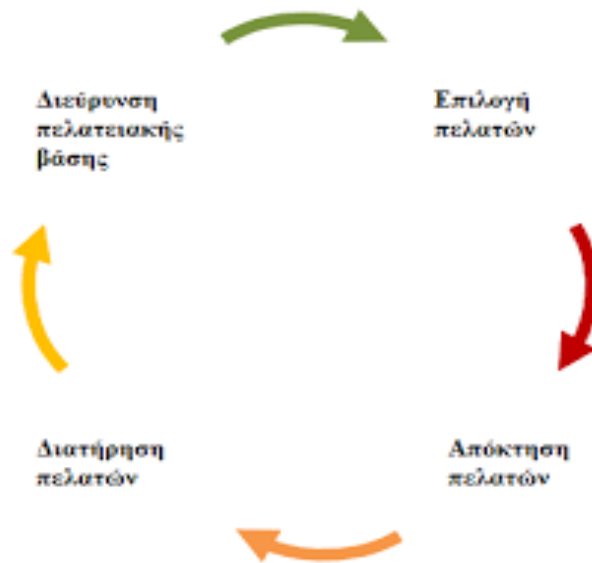 Διεύρυνση
πελατειακής
βάσης
Επιλογή
πελατών
Διατήρηση
πελατών
Απόκτηση
πελατών